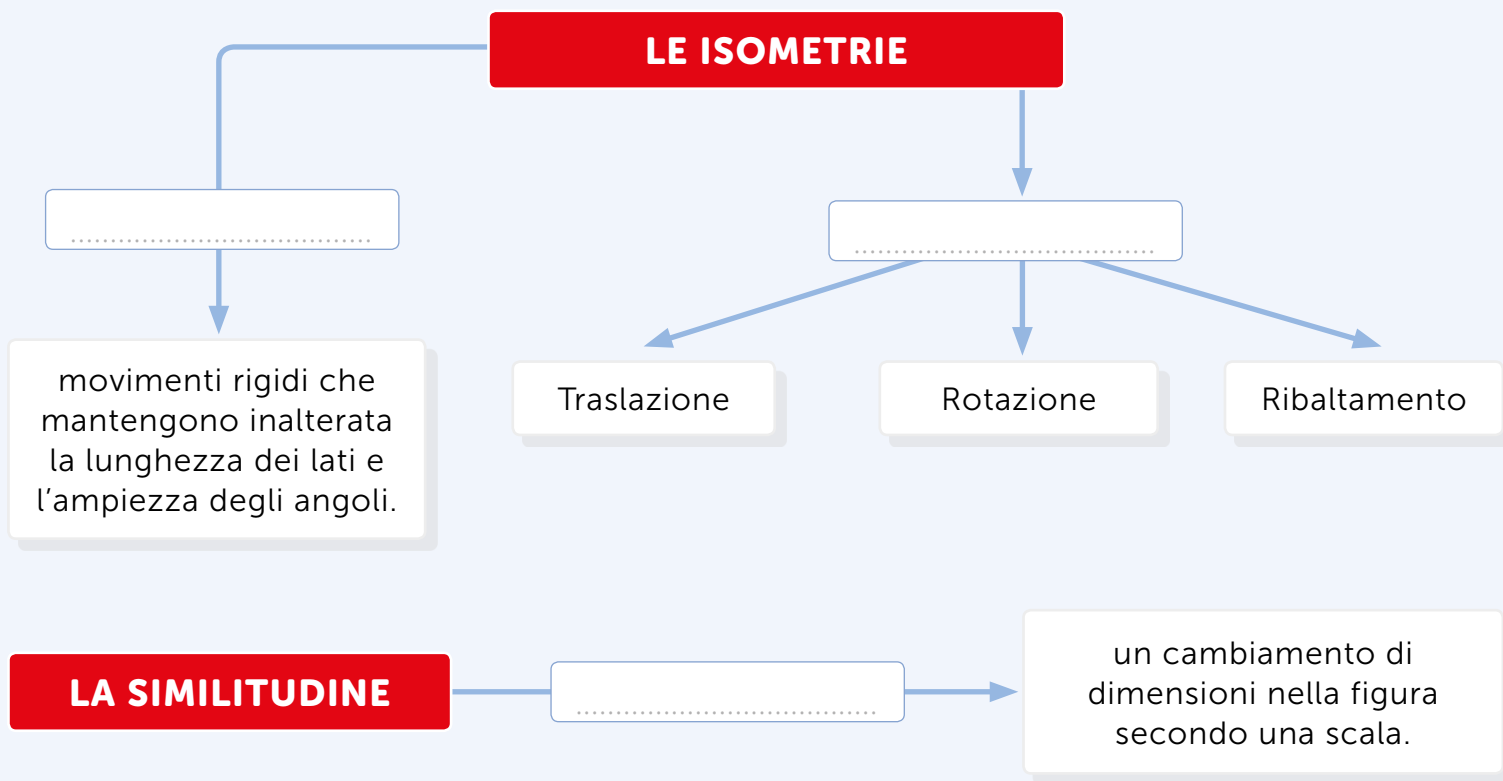 LE ISOMETRIE
movimenti rigidi che
mantengono inalterata
la lunghezza dei lati e
l'ampiezza degli angoli.
Traslazione
Rotazione
Ribaltamento
LA SIMILITUDINE
un cambiamento di
dimensioni nella figura
secondo una scala.